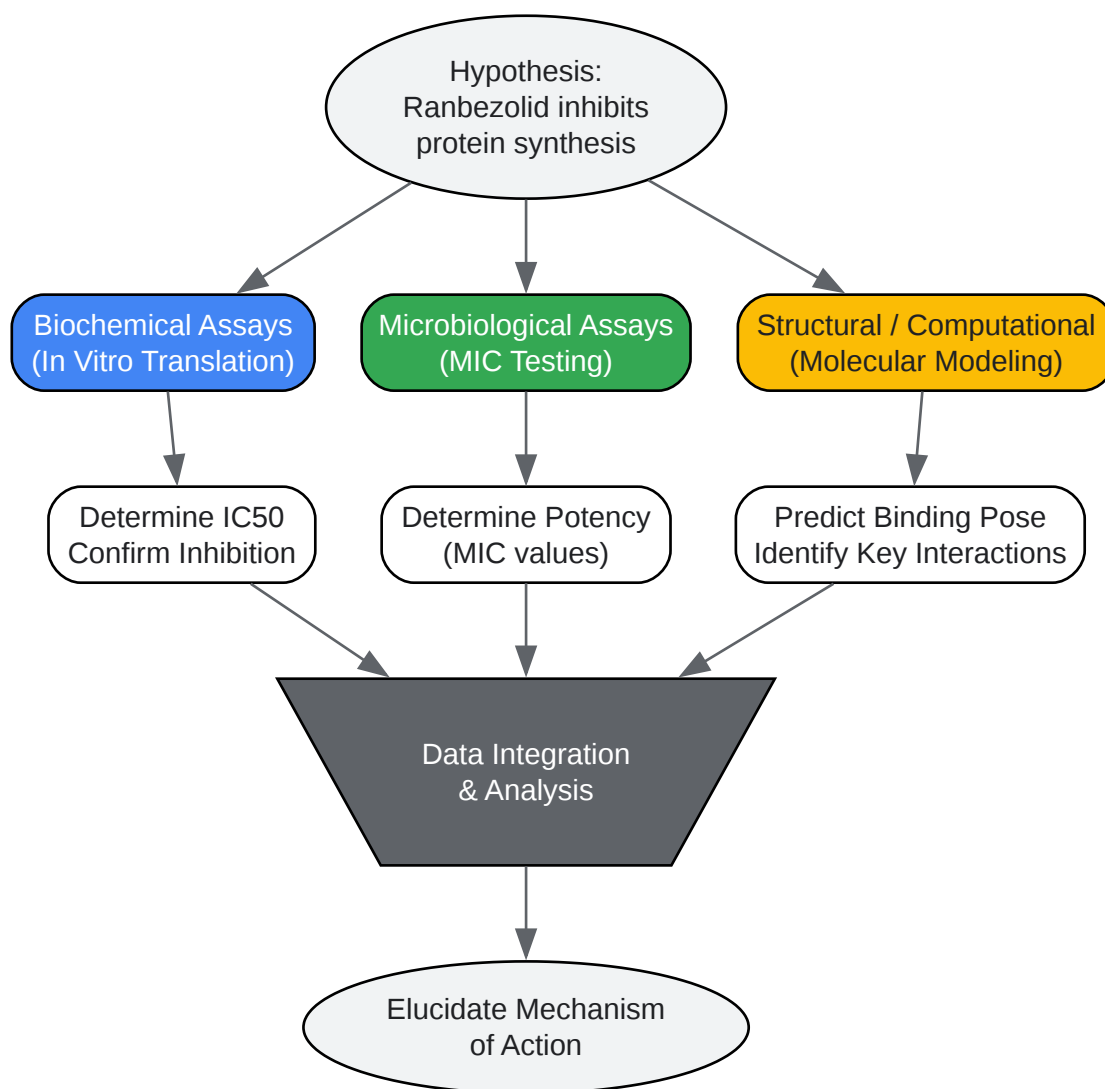 Hypothesis:
Ranbezolid inhibits
protein synthesis
Biochemical Assays
(In Vitro Translation)
Microbiological Assays
(MIC Testing)
Structural / Computational
(Molecular Modeling)
Determine IC50
Confirm Inhibition
Determine Potency
(MIC values)
Predict Binding Pose
Identify Key Interactions
Data Integration
& Analysis
Elucidate Mechanism
of Action